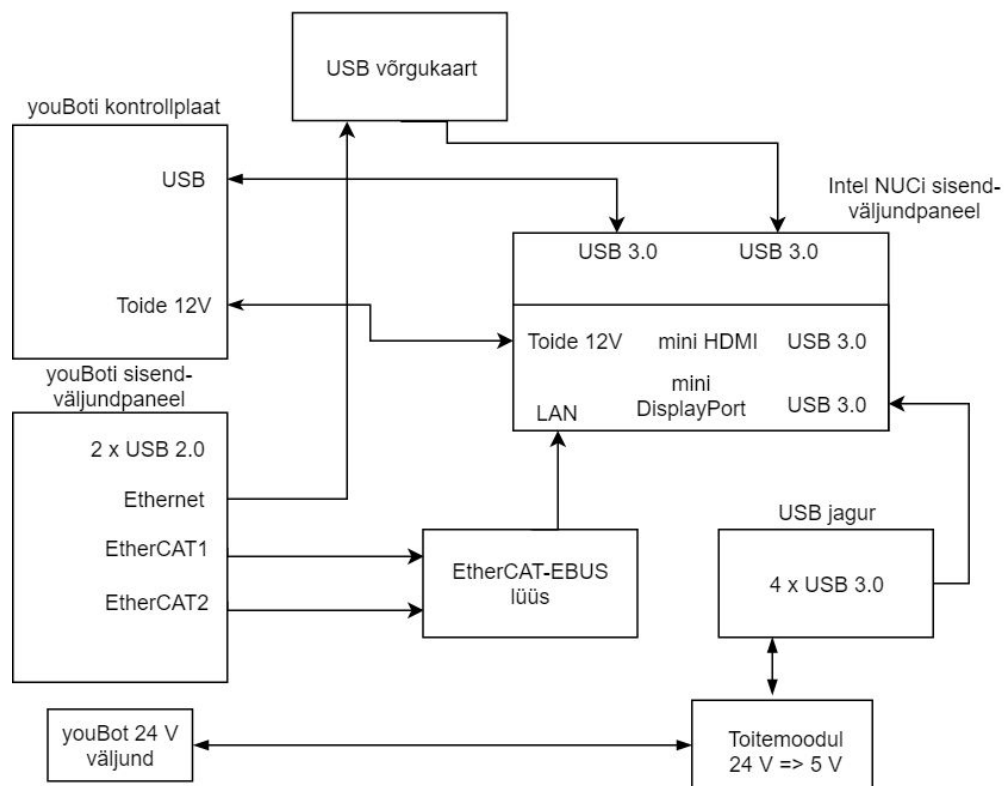 USB võrgukaart
youBoti kontrollplaat
USB
Toide 12V
Intel NUCi sisend-
väljundpaneel
USB 3.0
USB 3.0
Toide 12V
mini HDMI
USB 3.0
mini
DisplayPort
USB 3.0
LAN
youBoti sisend-
väljundpaneel
2 x USB 2.0
Ethernet
EtherCAT1
EtherCAT2
EtherCAT-EBUS
lüüs
USB jagur
4 x USB 3.0
youBot 24 V
väljund
Toitemoodul
24 V => 5 V